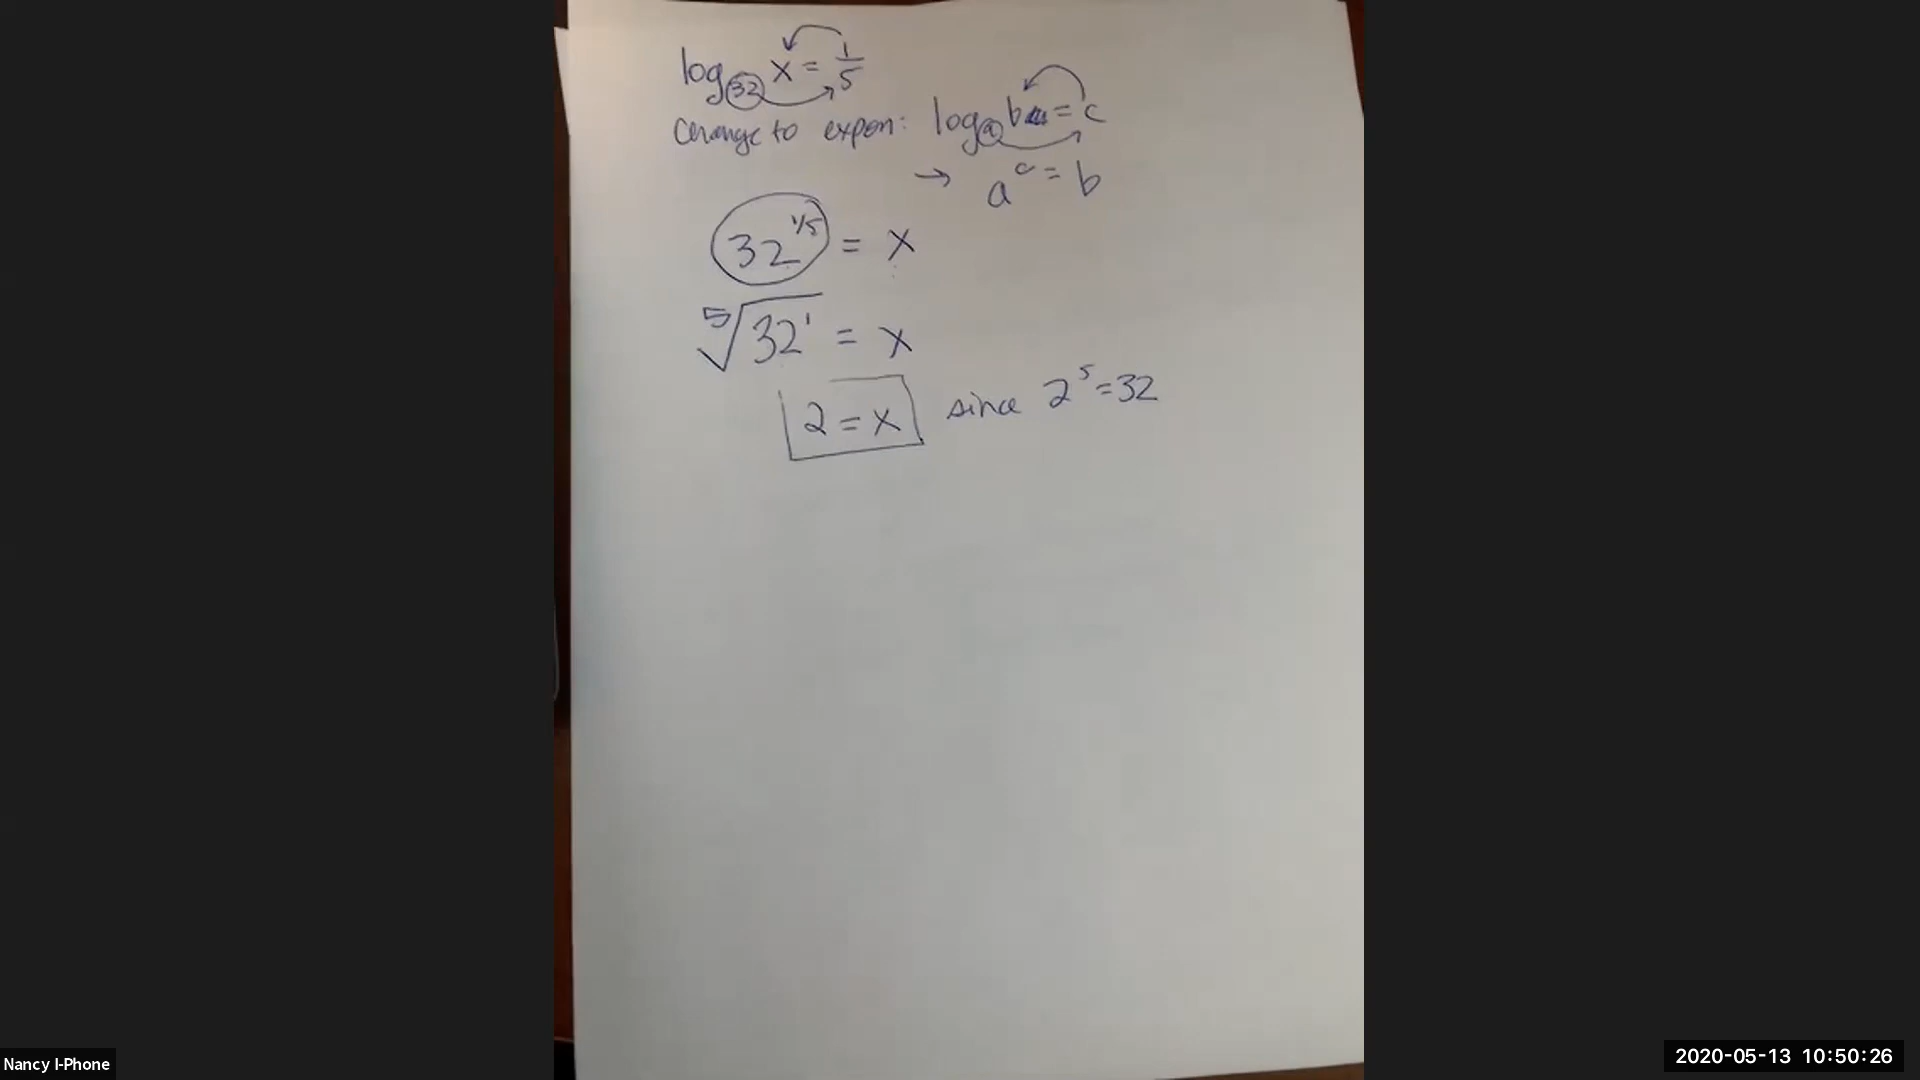 log₃₂ x = 1/5
Change to expon: logₐ b = c
→ aᶜ = b
32^(1/5) = x
⁵√32¹ = x
2 = x since 2⁵ = 32
Nancy I-Phone
2020-05-13 10:50:26